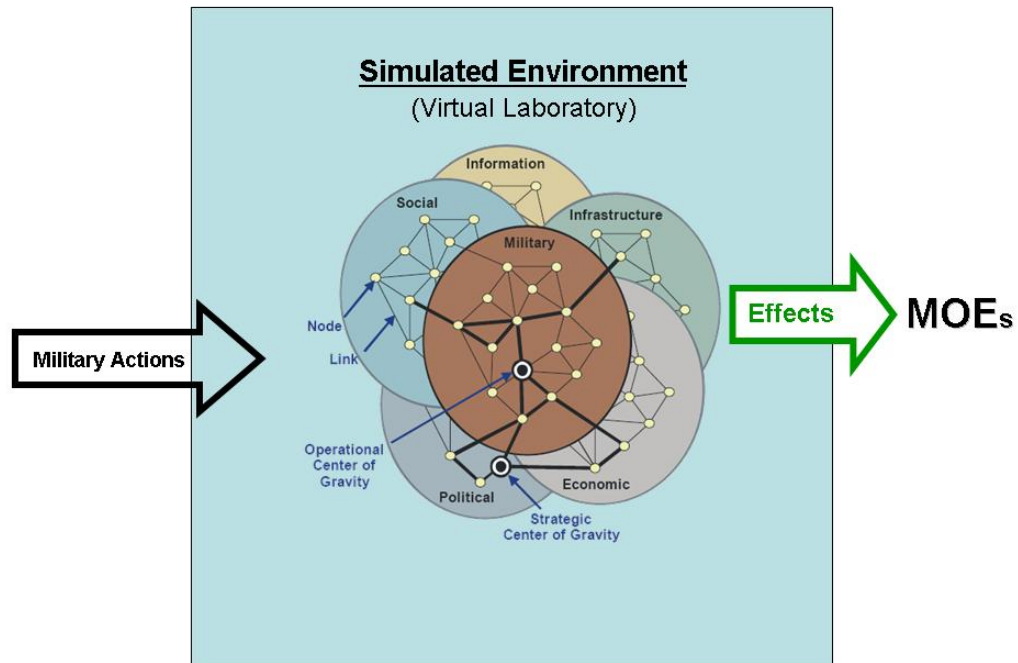 Simulated Environment
(Virtual Laboratory)
Information
Social
Infrastructure
Military
Node
Link
Military Actions
Effects
MOEs
Operational
Center of
Gravity
Political
Economic
Strategic
Center of Gravity